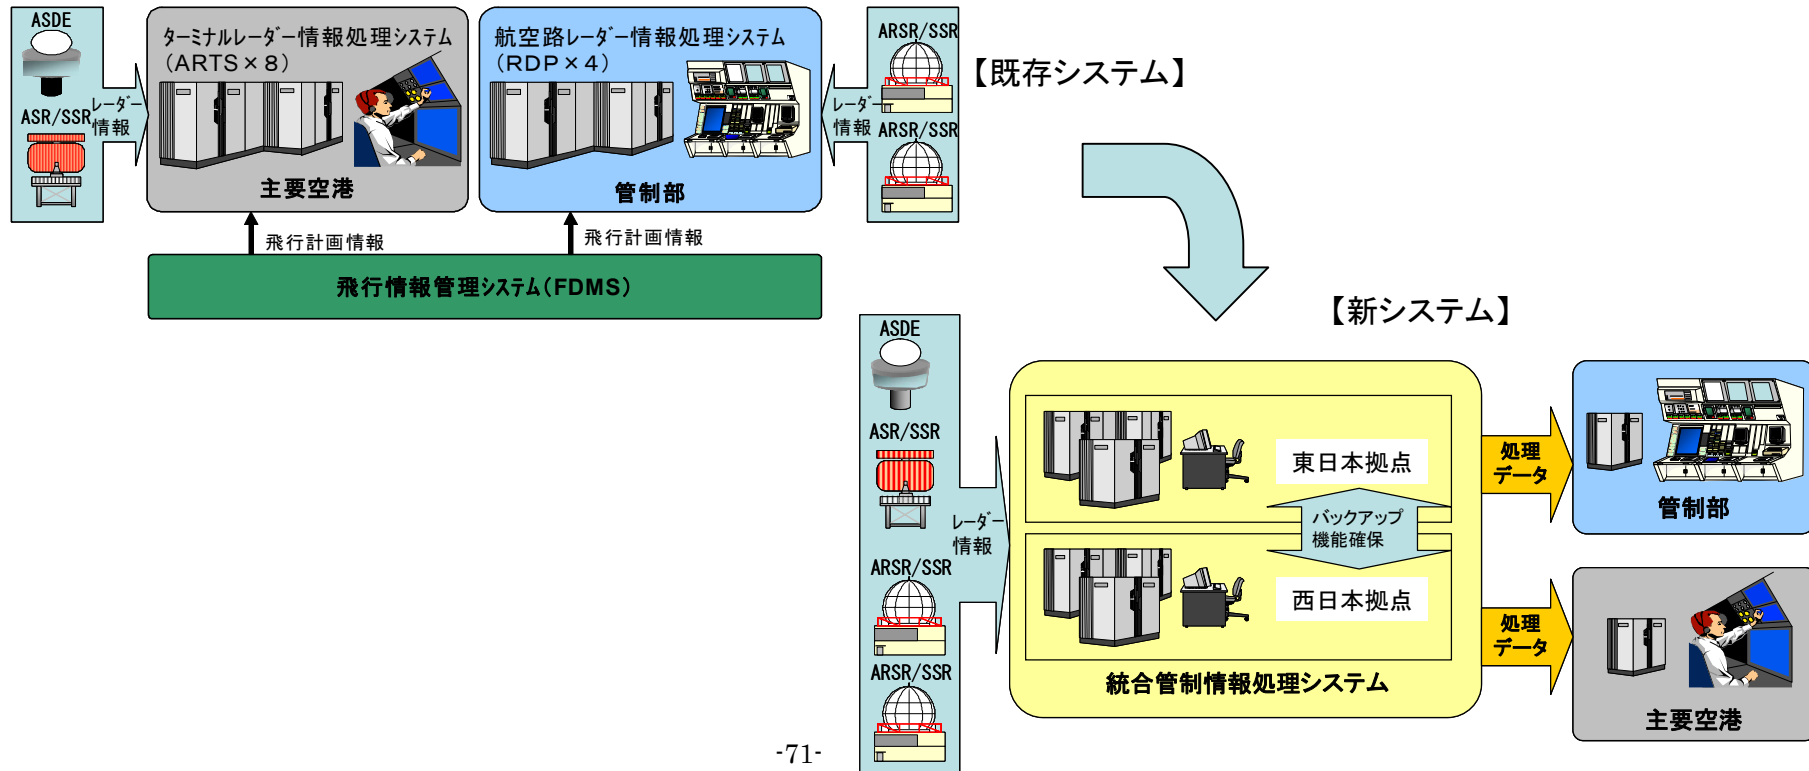 ASDE
ASR/SSR
レーダー
情報
ターミナルレーダー情報処理システム
(ARTS×8)
主要空港
航空路レーダー情報処理システム
(RDP×4)
管制部
レーダー
情報
ARSR/SSR
ARSR/SSR
【既存システム】
飛行計画情報
飛行計画情報
飛行情報管理システム(FDMS)
【新システム】
ASDE
ASR/SSR
ARSR/SSR
ARSR/SSR
レーダー
情報
東日本拠点
バックアップ
機能確保
西日本拠点
統合管制情報処理システム
処理
データ
処理
データ
管制部
主要空港
-71-